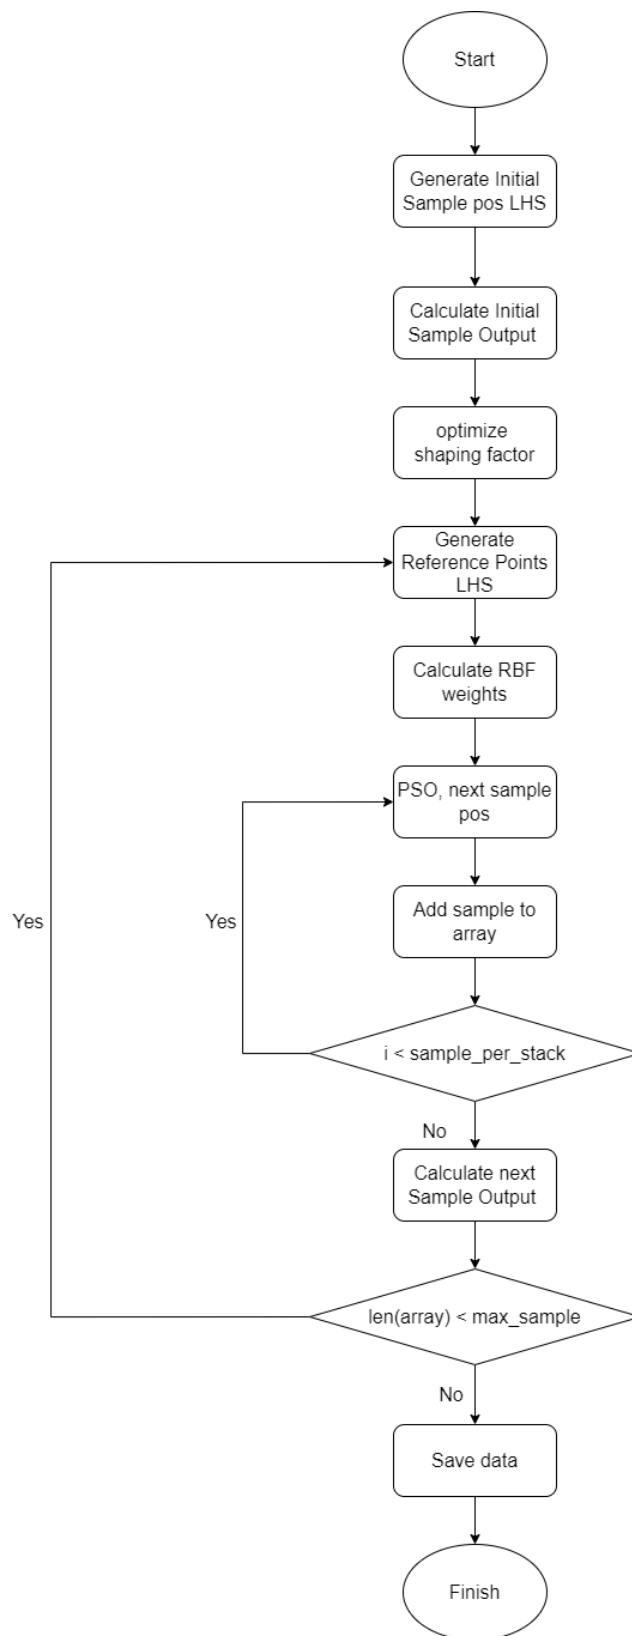 Start
Generate Initial
Sample pos LHS
Calculate Initial
Sample Output
optimize
shaping factor
Generate
Reference Points
LHS
Calculate RBF
weights
PSO, next sample
pos
Yes
Yes
Add sample to
array
i < sample_per_stack
No
Calculate next
Sample Output
len(array) < max_sample
No
Save data
Finish